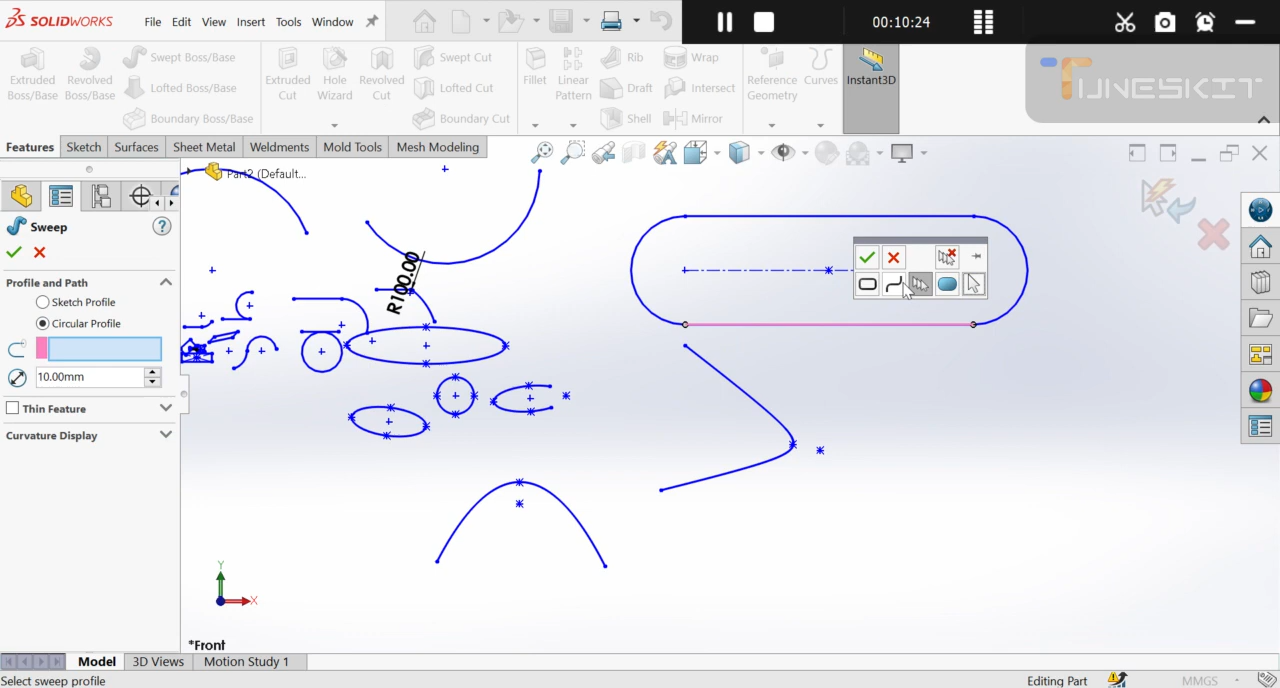 SOLIDWORKS File Edit View Insert Tools Window 00:10:24
TUNESKIT
Extruded Boss/Base
Revolved Boss/Base
Swept Boss/Base
Lofted Boss/Base
Boundary Boss/Base
Extruded Cut
Hole Wizard
Revolved Cut
Swept Cut
Lofted Cut
Boundary Cut
Fillet
Linear Pattern
Rib
Draft
Shell
Wrap
Intersect
Mirror
Reference Geometry
Curves
Instant3D
Features Sketch Surfaces Sheet Metal Weldments Mold Tools Mesh Modeling
Part2 (Default...
Sweep
?
Profile and Path
Sketch Profile
Circular Profile
10.00mm
Thin Feature
Curvature Display
R100.00
Y
X
*Front
Model 3D Views Motion Study 1
Select sweep profile Editing Part MMGS